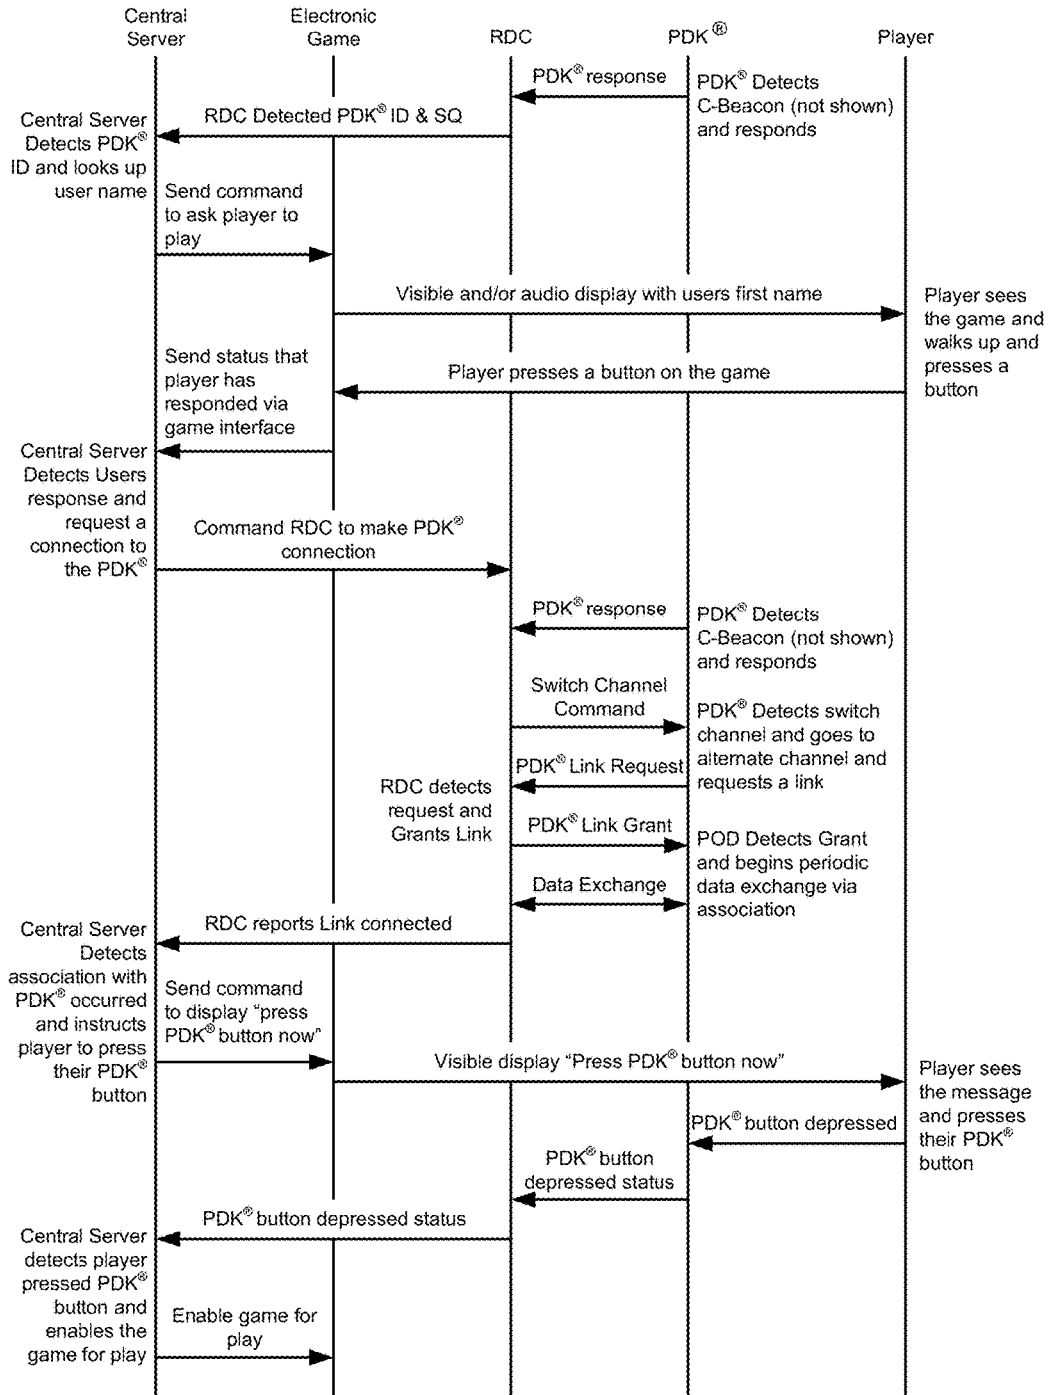 Central
Server
Electronic
Game
RDC
PDK®
Player
PDK® response
PDK® Detects
C-Beacon (not shown)
and responds
RDC Detected PDK® ID & SQ
Central Server
Detects PDK®
ID and looks up
user name
Send command
to ask player to
play
Visible and/or audio display with users first name
Player sees
the game and
walks up and
presses a
button
Send status that
player has
responded via
game interface
Player presses a button on the game
Central Server
Detects Users
response and
request a
connection to
the PDK®
Command RDC to make PDK®
connection
PDK® response
PDK® Detects
C-Beacon (not shown)
and responds
Switch Channel
Command
PDK® Detects switch
channel and goes to
alternate channel and
requests a link
PDK® Link Request
RDC detects
request and
Grants Link
PDK® Link Grant
POD Detects Grant
and begins periodic
data exchange via
association
Data Exchange
RDC reports Link connected
Central Server
Detects
association with
PDK® occurred
and instructs
player to press
their PDK®
button
Send command
to display “press
PDK® button now”
Visible display “Press PDK® button now”
Player sees
the message
and presses
their PDK®
button
PDK® button depressed
PDK® button
depressed status
PDK® button depressed status
Central Server
detects player
pressed PDK®
button and
enables the
game for play
Enable game for
play